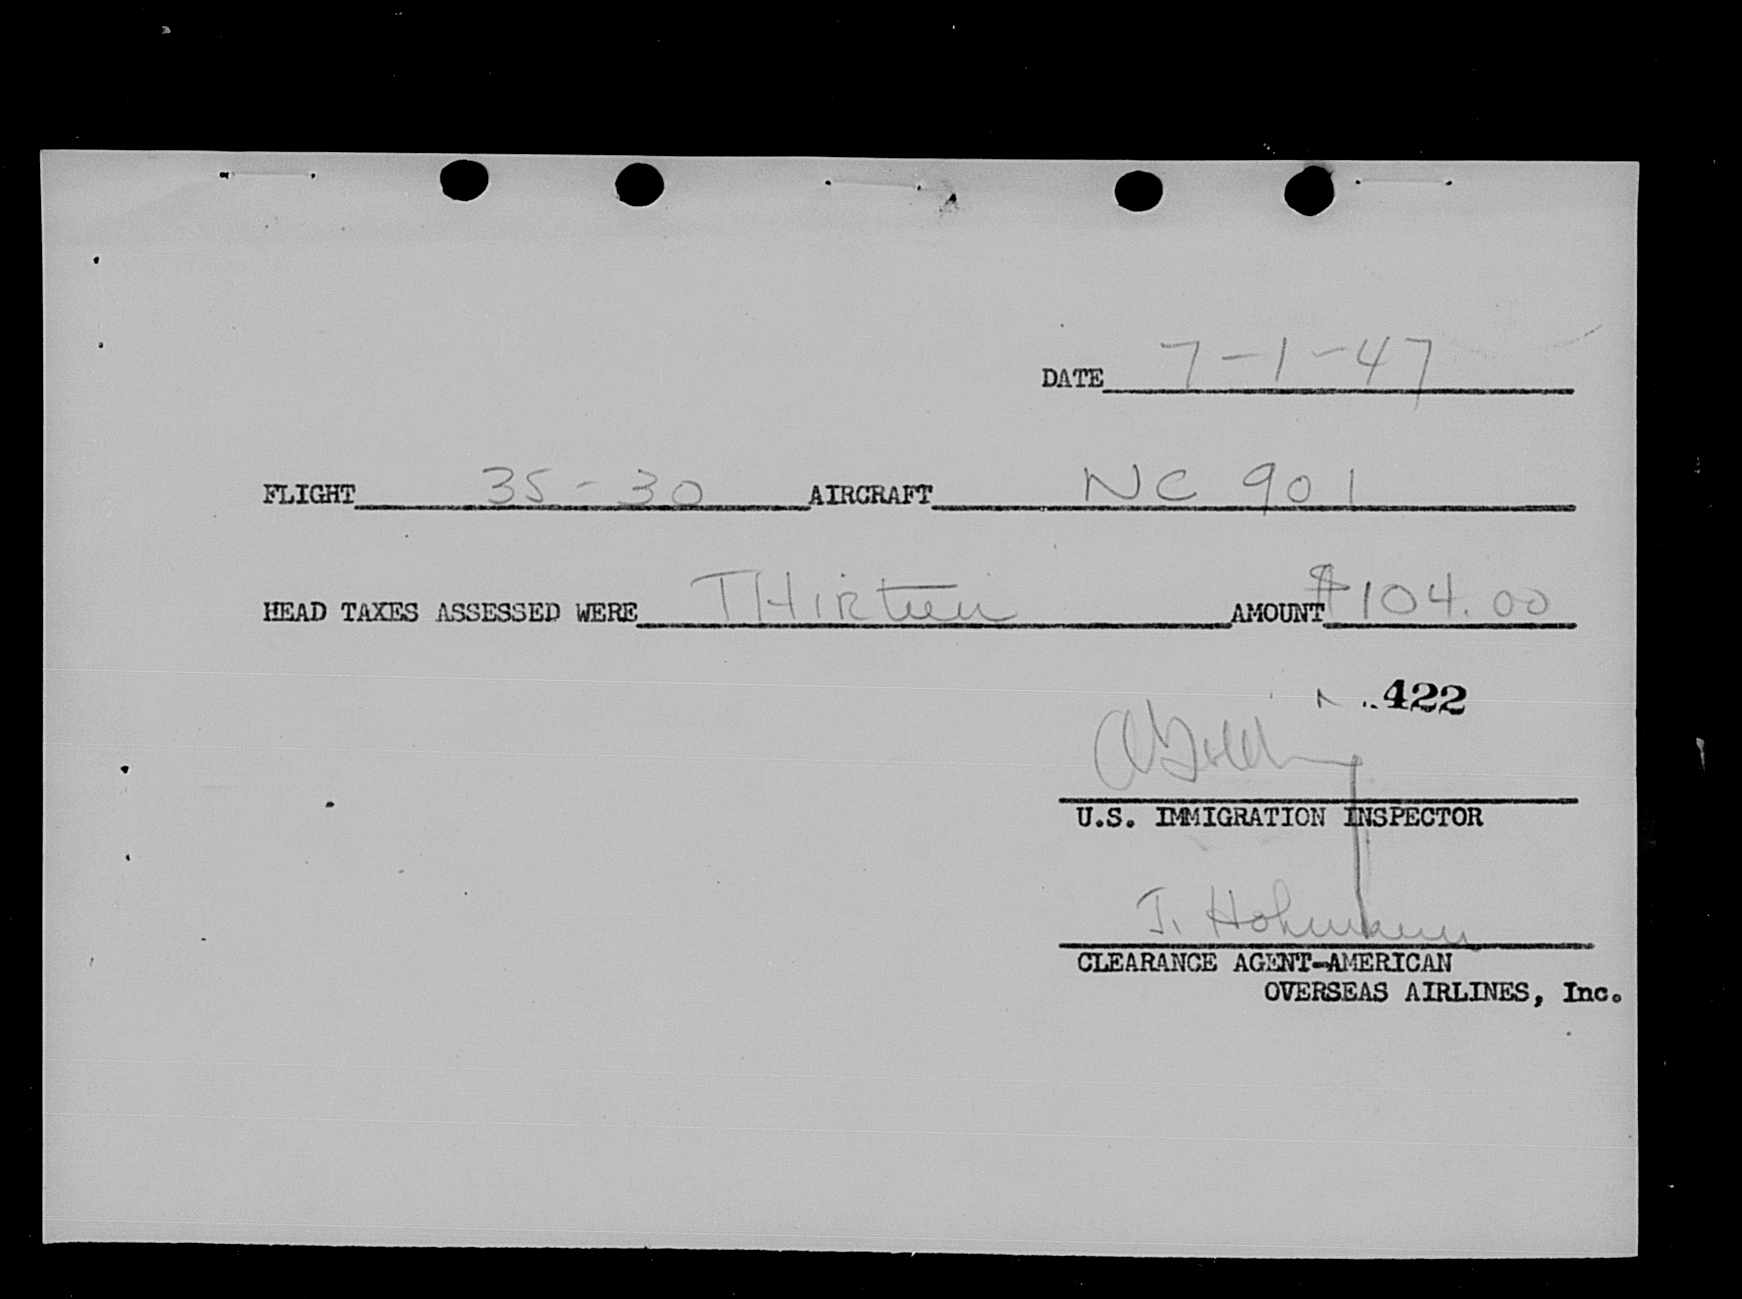 DATE 7-1-47
FLIGHT 35-30 AIRCRAFT NC 901
HEAD TAXES ASSESSED WERE THIRteen AMOUNT $104.00
422
U.S. IMMIGRATION INSPECTOR
J. Hohmann
CLEARANCE AGENT-AMERICAN
OVERSEAS AIRLINES, Inc.